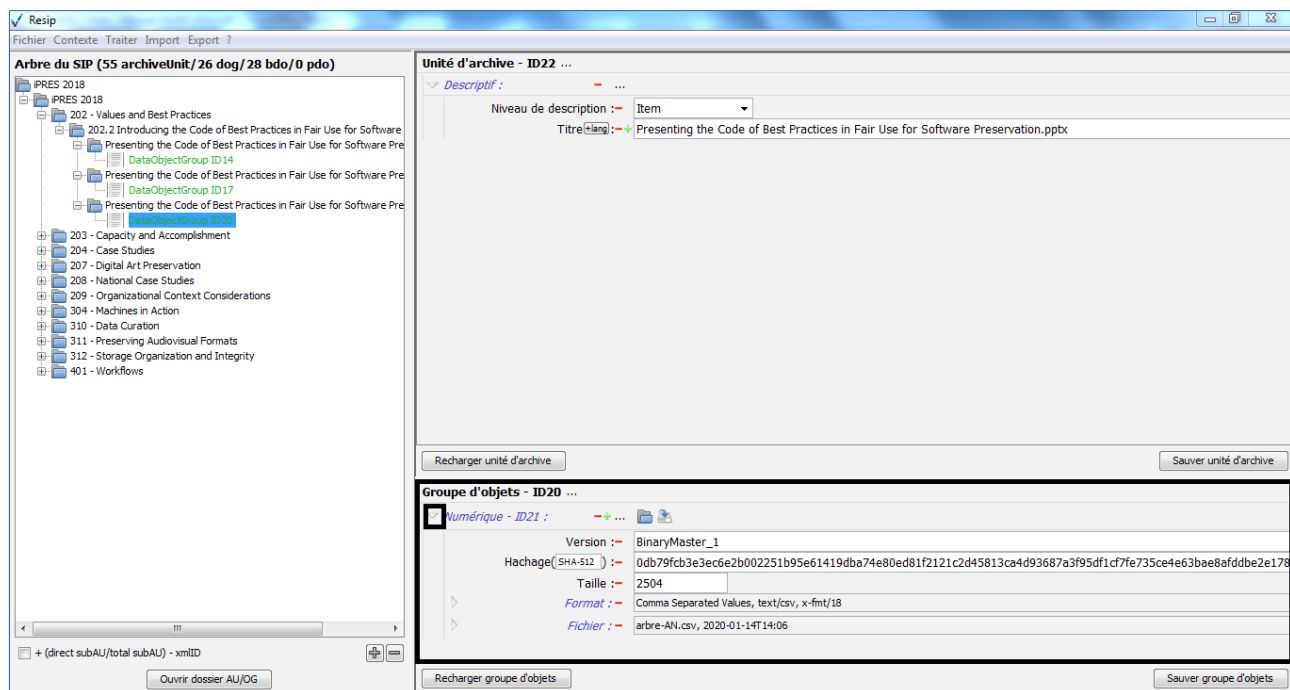 Resip
Fichier Contexte Traiter Import Export ?
Arbre du SIP (55 archiveUnit/26 dog/28 bdo/0 pdo)
iPRES 2018
iPRES 2018
202 - Values and Best Practices
202.2 Introducing the Code of Best Practices in Fair Use for Software
Presenting the Code of Best Practices in Fair Use for Software Pre
DataObjectGroup ID14
Presenting the Code of Best Practices in Fair Use for Software Pre
DataObjectGroup ID17
Presenting the Code of Best Practices in Fair Use for Software Pre
DataObjectGroup ID20
203 - Capacity and Accomplishment
204 - Case Studies
207 - Digital Art Preservation
208 - National Case Studies
209 - Organizational Context Considerations
304 - Machines in Action
310 - Data Curation
311 - Preserving Audiovisual Formats
312 - Storage Organization and Integrity
401 - Workflows
+ (direct subAU/total subAU) - xmlID
Ouvrir dossier AU/OG
Unité d'archive - ID22 ...
Descriptif : - ...
Niveau de description :- Item
Titre +lang :-+ Presenting the Code of Best Practices in Fair Use for Software Preservation.pptx
Recharger unité d'archive Sauver unité d'archive
Groupe d'objets - ID20 ...
Numérique - ID21 : -+ ...
Version :- BinaryMaster_1
Hachage( SHA-512 ) :- 0db79fcb3e3ec6e2b002251b95e61419dba74e80ed81f2121c2d45813ca4d93687a3f95df1cf7fe735ce4e63bae8afddbe2e178
Taille :- 2504
Format :- Comma Separated Values, text/csv, x-fmt/18
Fichier :- arbre-AN.csv, 2020-01-14T14:06
Recharger groupe d'objets Sauver groupe d'objets